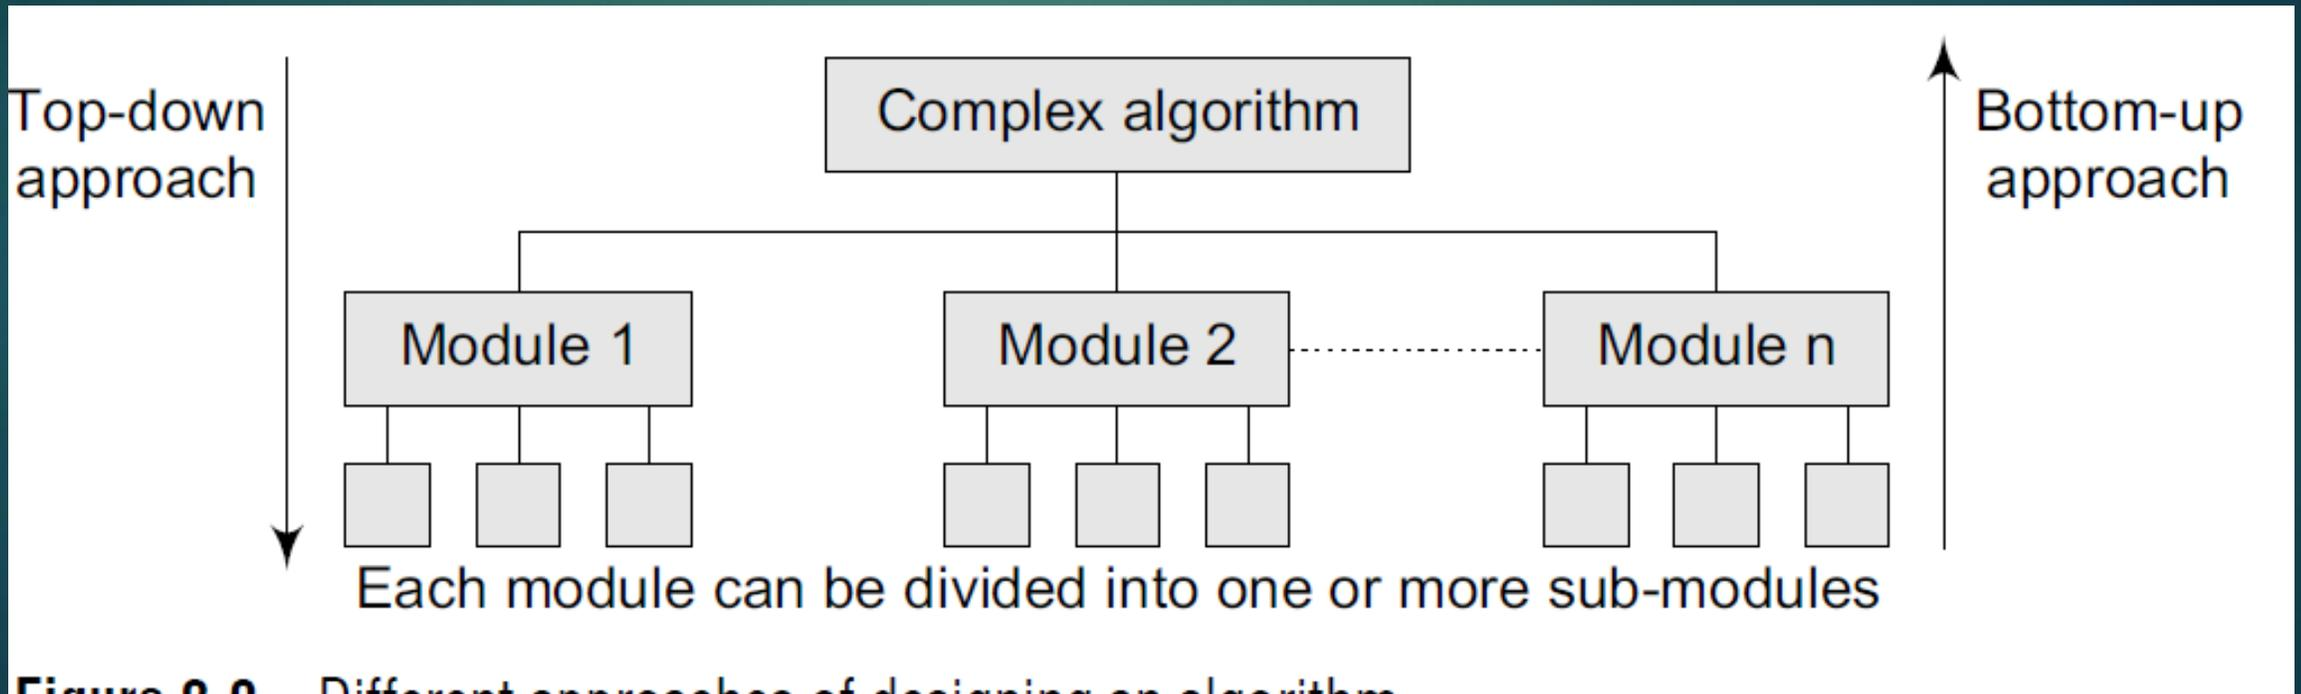 Top-down
approach
Complex algorithm
Bottom-up
approach
Module 1
Module 2
Module n
Each module can be divided into one or more sub-modules
Different approaches of designing an algorithm